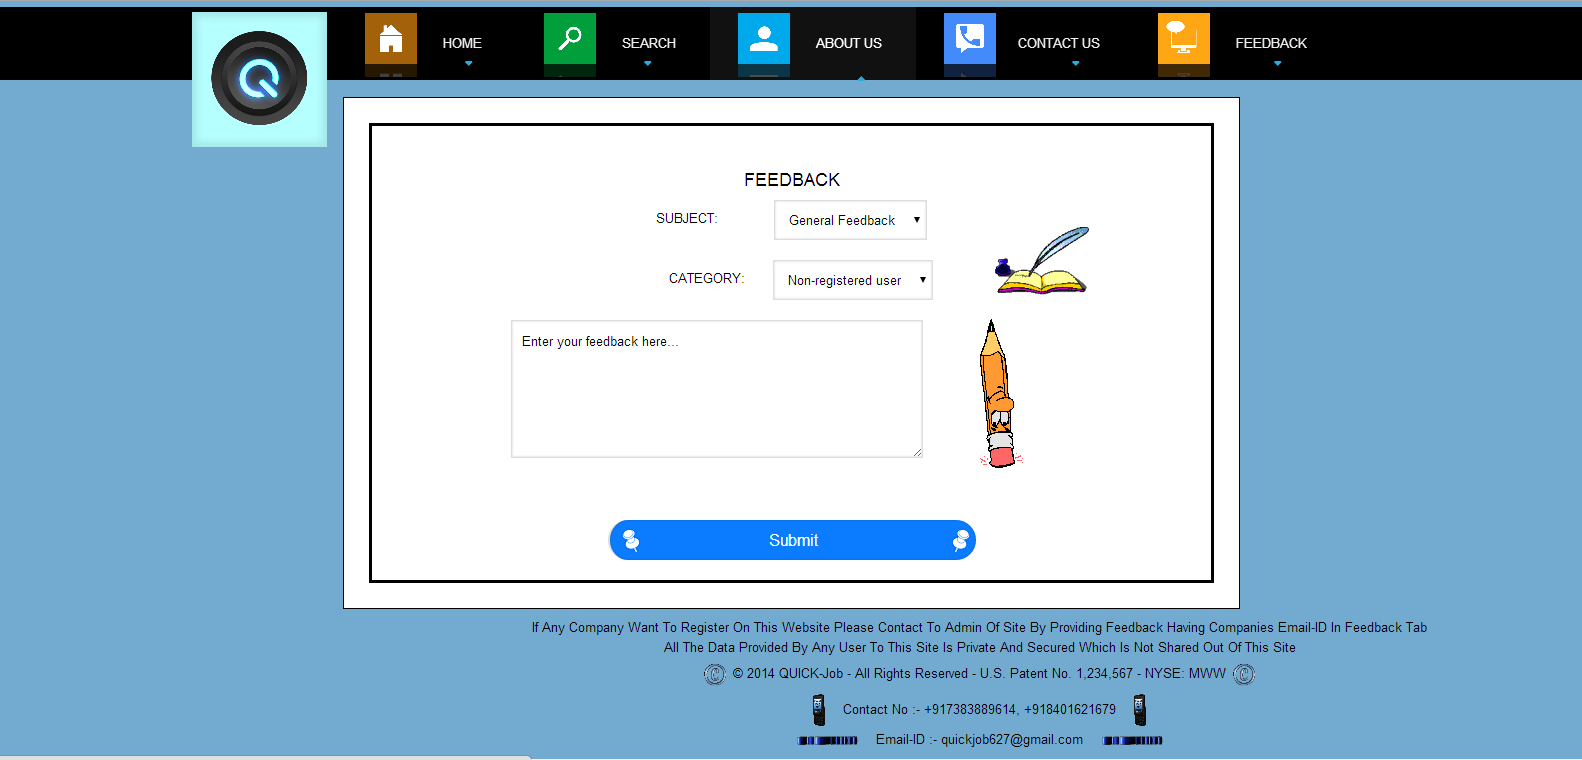 HOME SEARCH ABOUT US CONTACT US FEEDBACK
FEEDBACK
SUBJECT: General Feedback
CATEGORY: Non-registered user
Enter your feedback here...
Submit
If Any Company Want To Register On This Website Please Contact To Admin Of Site By Providing Feedback Having Companies Email-ID In Feedback Tab
All The Data Provided By Any User To This Site Is Private And Secured Which Is Not Shared Out Of This Site
© 2014 QUICK-Job - All Rights Reserved - U.S. Patent No. 1,234,567 - NYSE: MWW
Contact No :- +917383889614, +918401621679
Email-ID :- quickjob627@gmail.com